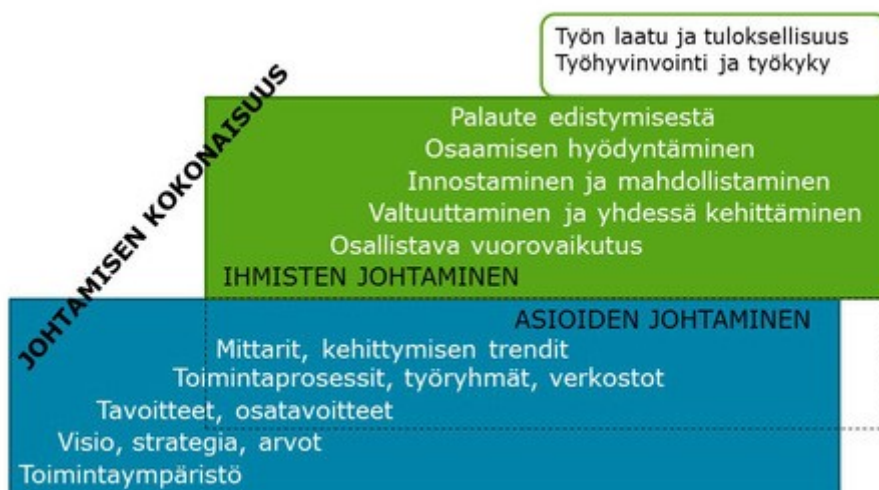 Työn laatu ja tuloksellisuus
Työhyvinvointi ja työkyky
JOHTAMISEN KOKONAISUUS
Palaute edistymisestä
Osaamisen hyödyntäminen
Innostaminen ja mahdollistaminen
Valtuuttaminen ja yhdessä kehittäminen
Osallistava vuorovaikutus
IHMISTEN JOHTAMINEN
ASIOIDEN JOHTAMINEN
Mittarit, kehittymisen trendit
Toimintaprosessit, työryhmät, verkostot
Tavoitteet, osatavoitteet
Visio, strategia, arvot
Toimintaympäristö